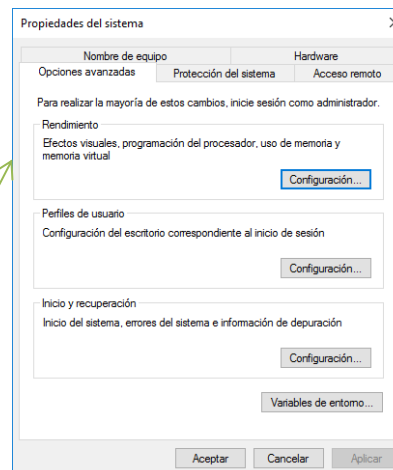 Propiedades del sistema
Nombre de equipo
Hardware
Opciones avanzadas
Protección del sistema
Acceso remoto
Para realizar la mayoría de estos cambios, inicie sesión como administrador.
Rendimiento
Efectos visuales, programación del procesador, uso de memoria y
memoria virtual
Configuración...
Perfiles de usuario
Configuración del escritorio correspondiente al inicio de sesión
Configuración...
Inicio y recuperación
Inicio del sistema, errores del sistema e información de depuración
Configuración...
Variables de entorno...
Aceptar
Cancelar
Aplicar